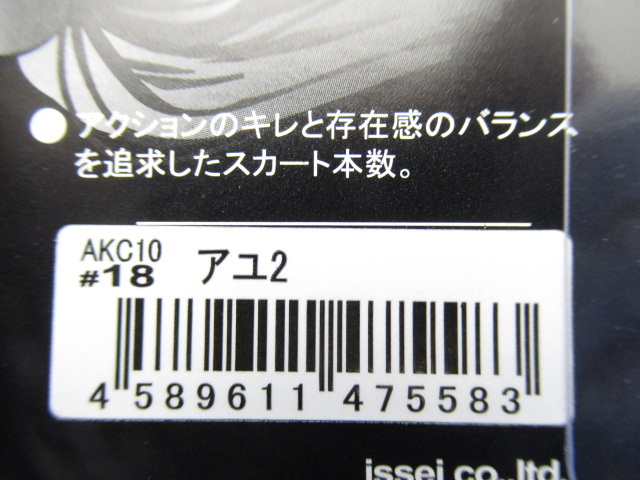 ● アクションのキレと存在感のバランス
を追求したスカート本数。
AKC10
#18 アユ2
4 589611 475583
issei co.,ltd.